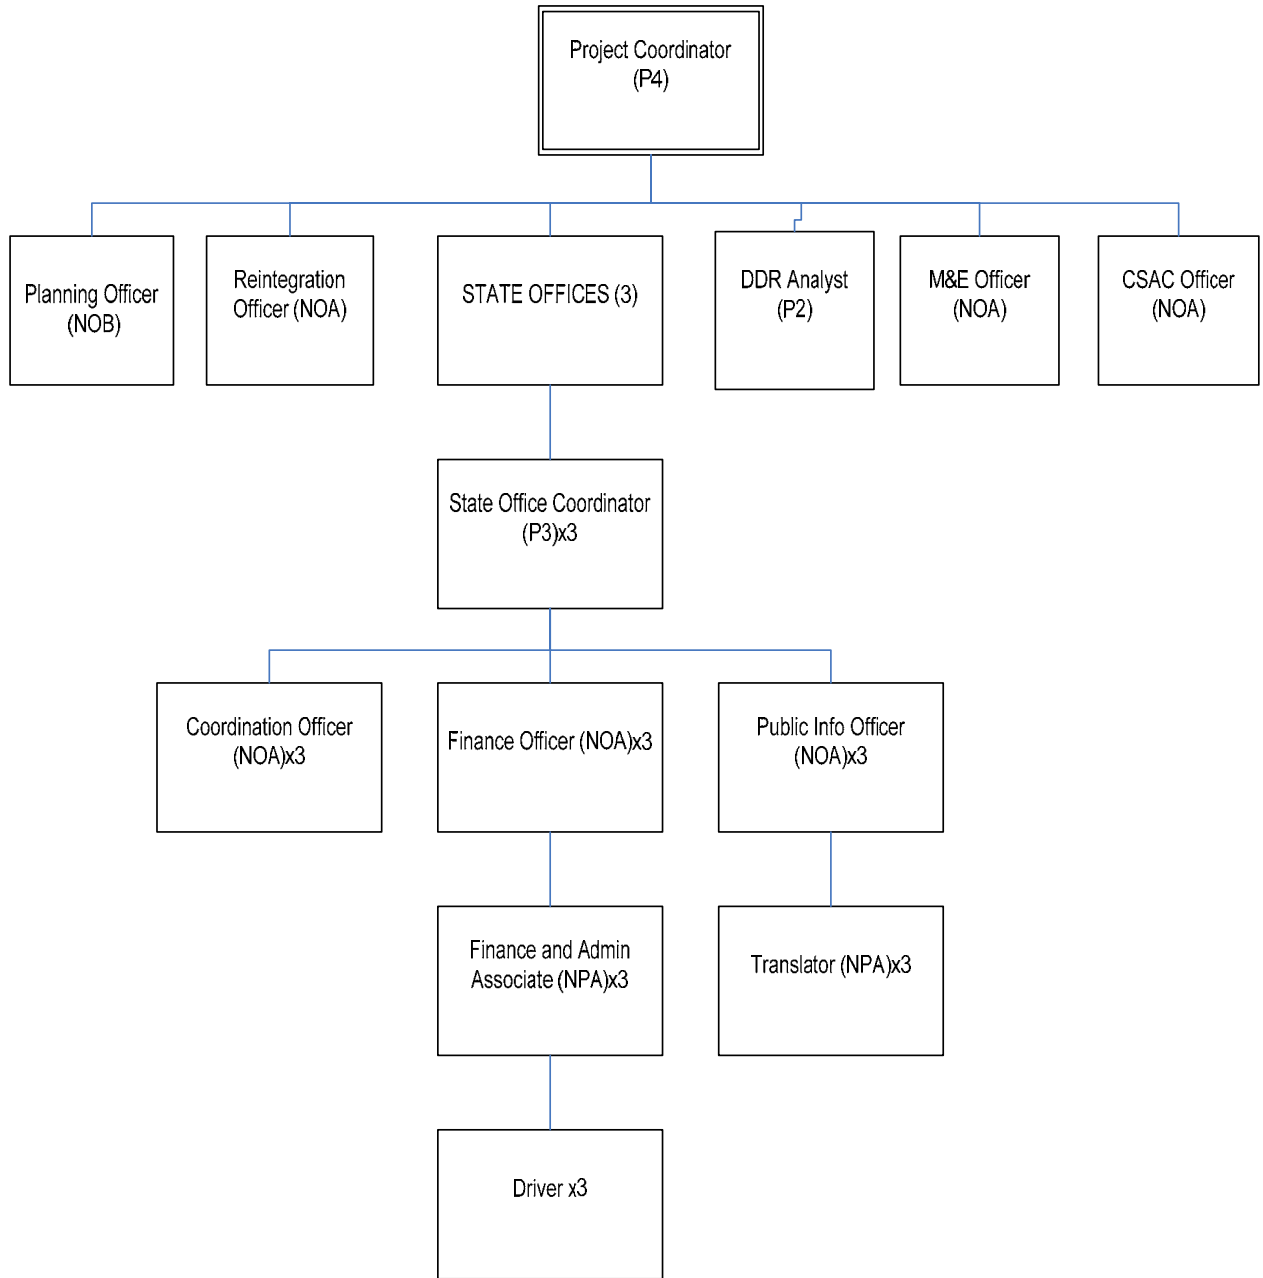 Project Coordinator
(P4)
Planning Officer
(NOB)
Reintegration
Officer (NOA)
STATE OFFICES (3)
DDR Analyst
(P2)
M&E Officer
(NOA)
CSAC Officer
(NOA)
State Office Coordinator
(P3)x3
Coordination Officer
(NOA)x3
Finance Officer (NOA)x3
Public Info Officer
(NOA)x3
Finance and Admin
Associate (NPA)x3
Translator (NPA)x3
Driver x3